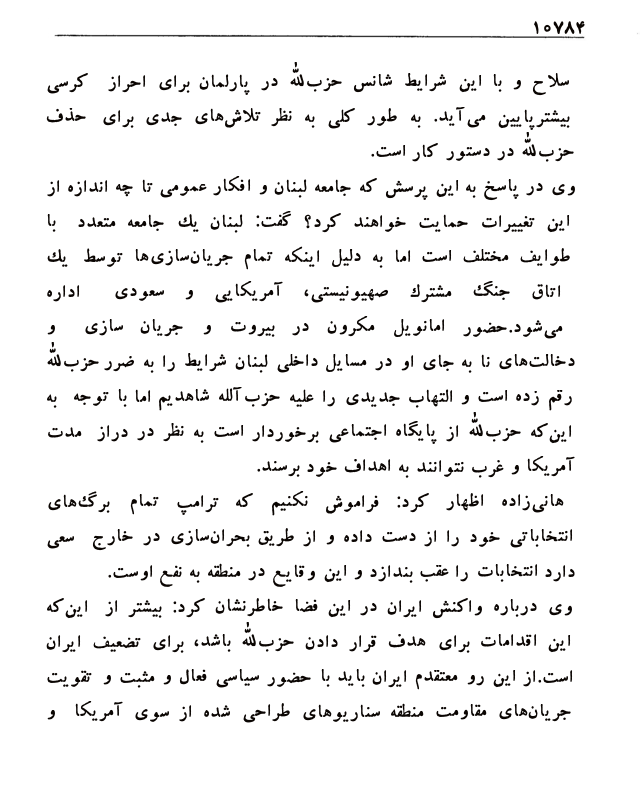 ۱۰۷۸۴
سلاح و با این شرایط شانس حزب‌الله در پارلمان برای احراز کرسی
بیشترپایین می‌آید. به طور کلی به نظر تلاش‌های جدی برای حذف
حزب‌الله در دستور کار است.
وی در پاسخ به این پرسش که جامعه لبنان و افکار عمومی تا چه اندازه از
این تغییرات حمایت خواهند کرد؟ گفت: لبنان یك جامعه متعدد با
طوایف مختلف است اما به دلیل اینکه تمام جریان‌سازی‌ها توسط یك
اتاق جنگ مشترك صهیونیستی، آمریکایی و سعودی اداره
می‌شود.حضور امانویل مکرون در بیروت و جریان سازی و
دخالت‌های نا به جای او در مسایل داخلی لبنان شرایط را به ضرر حزب‌الله
رقم زده است و التهاب جدیدی را علیه حزب‌آلله شاهدیم اما با توجه به
این‌که حزب‌الله از پایگاه اجتماعی برخوردار است به نظر در دراز مدت
آمریکا و غرب نتوانند به اهداف خود برسند.
هانی‌زاده اظهار کرد: فراموش نکنیم که ترامپ تمام برگ‌های
انتخاباتی خود را از دست داده و از طریق بحران‌سازی در خارج سعی
دارد انتخابات را عقب بندازد و این وقایع در منطقه به نفع اوست.
وی درباره واکنش ایران در این فضا خاطرنشان کرد: بیشتر از این‌که
این اقدامات برای هدف قرار دادن حزب‌الله باشد، برای تضعیف ایران
است.از این رو معتقدم ایران باید با حضور سیاسی فعال و مثبت و تقویت
جریان‌های مقاومت منطقه سناریوهای طراحی شده از سوی آمریکا و